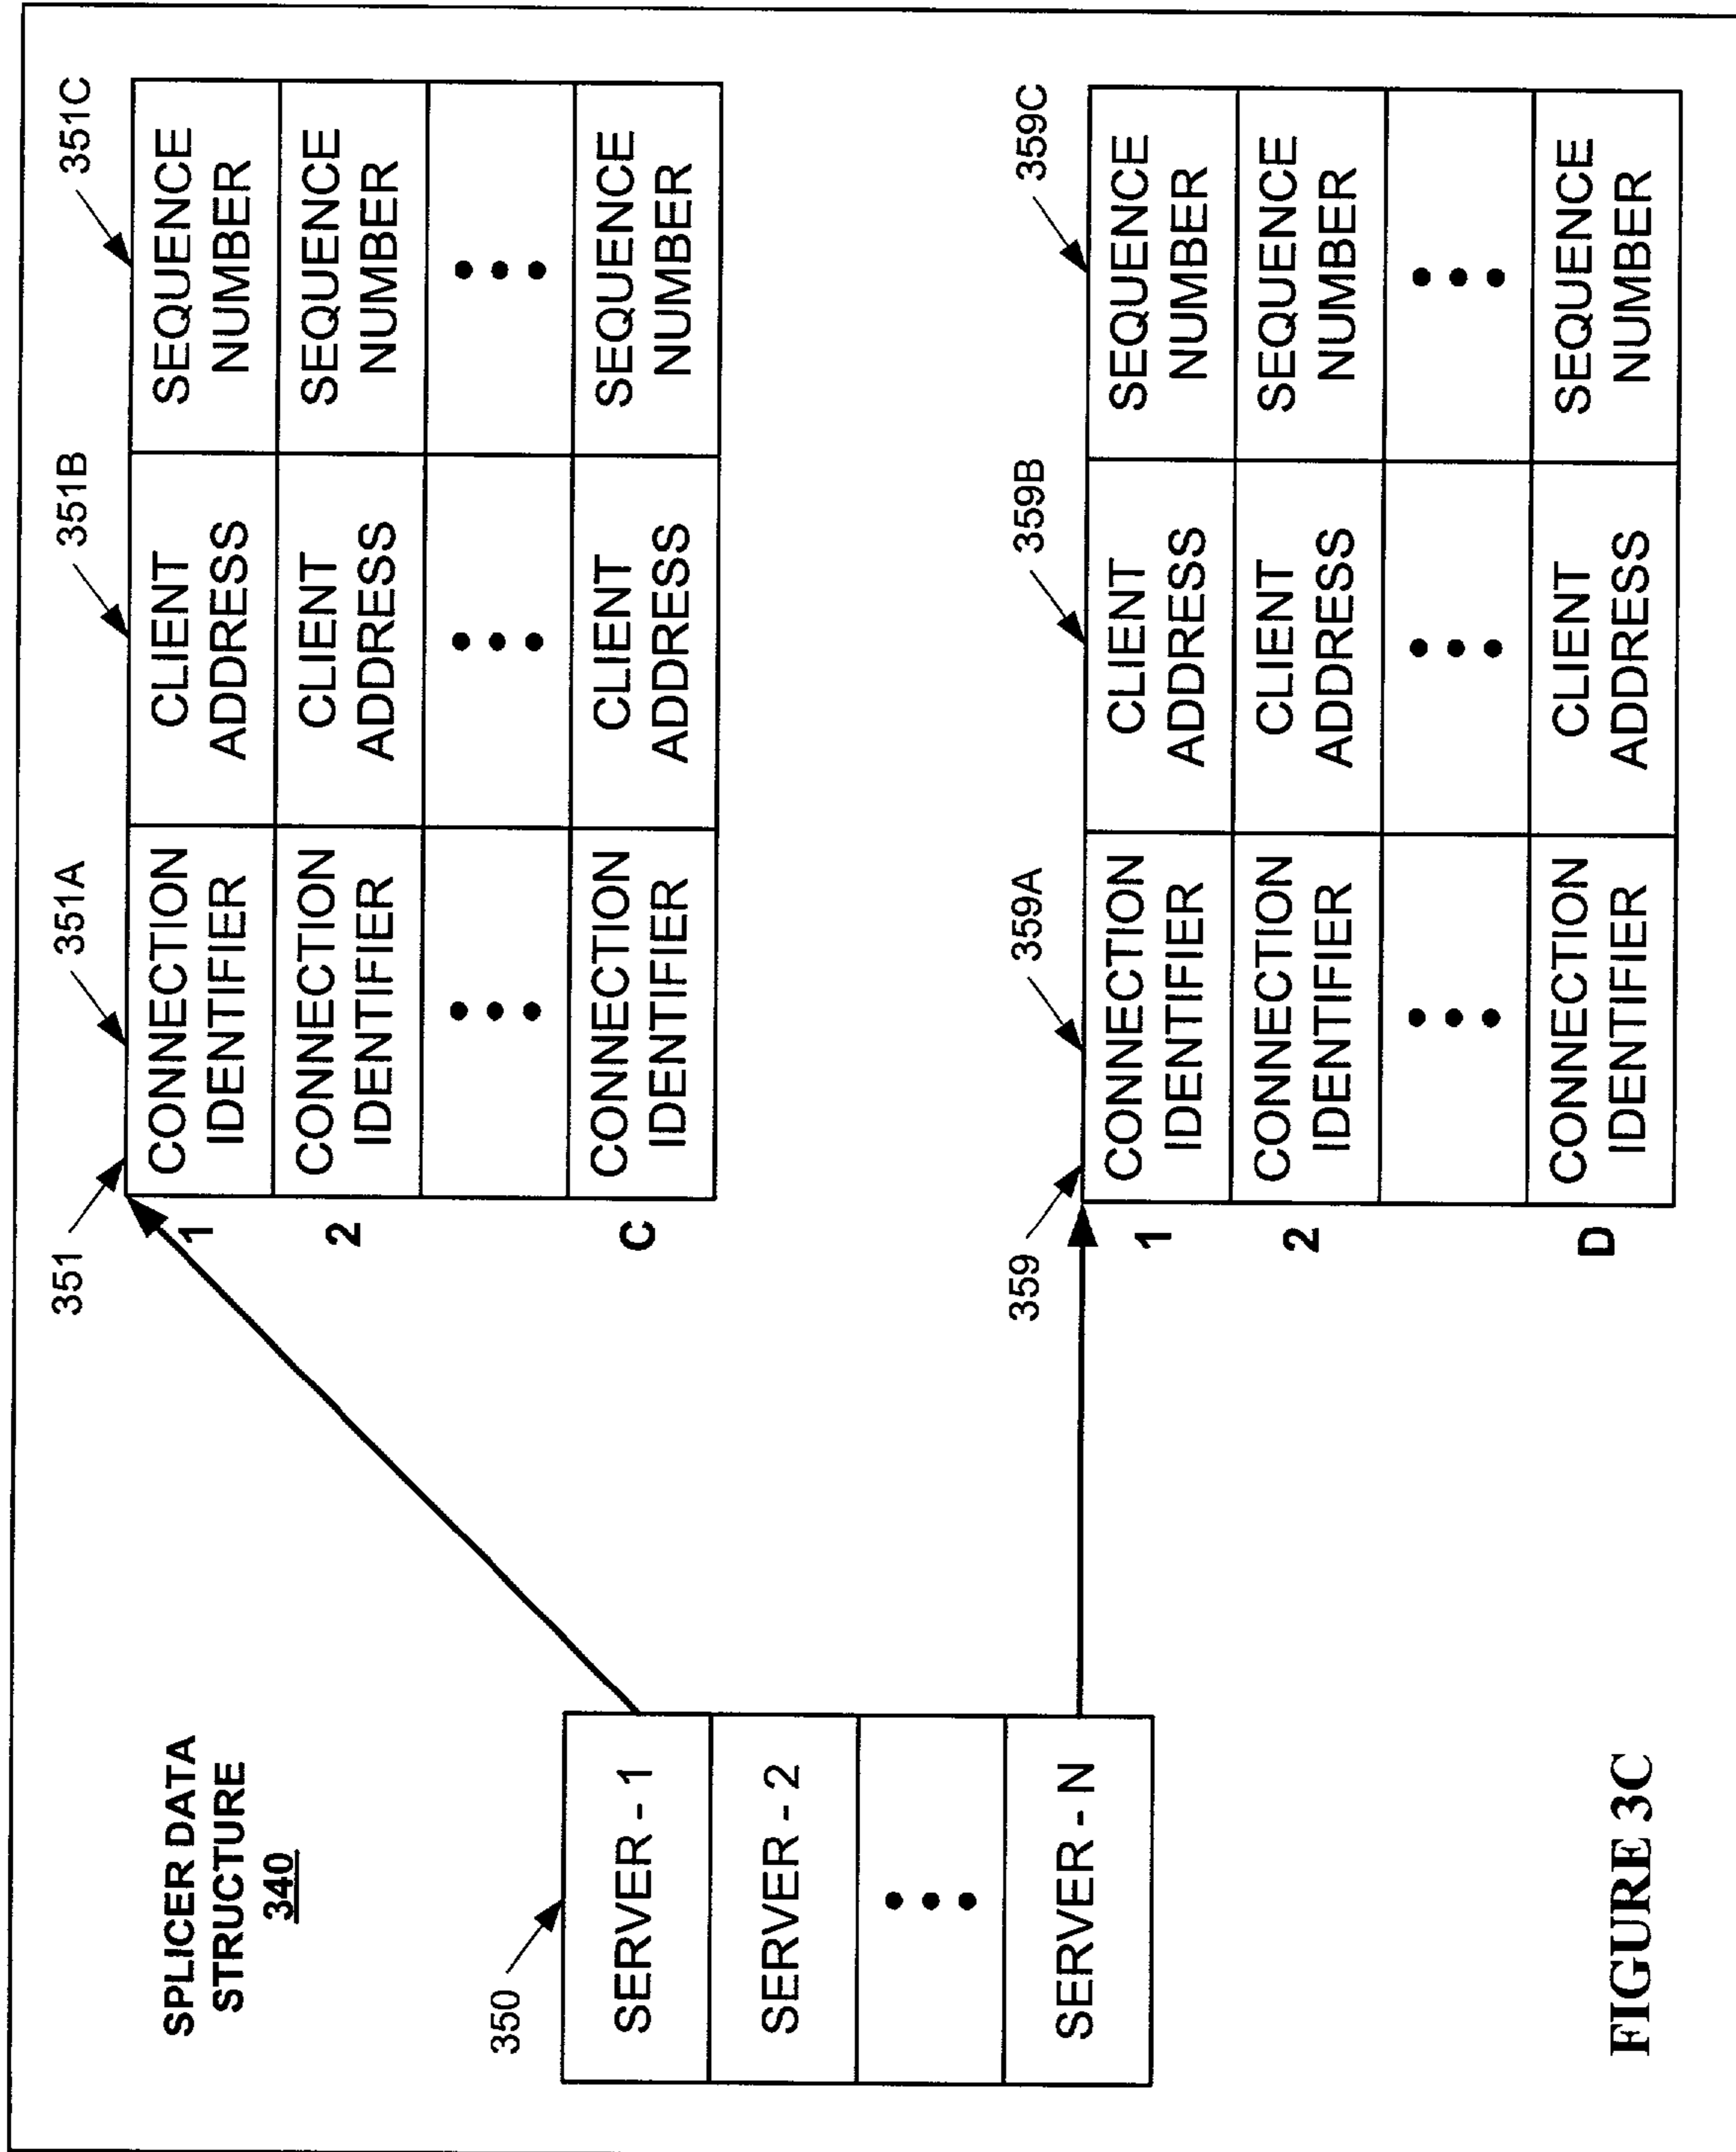 SPLICER DATA
STRUCTURE
340
350
SERVER - 1
SERVER - 2
SERVER - N
351
351A
351B
351C
1
CONNECTION
IDENTIFIER
CLIENT
ADDRESS
SEQUENCE
NUMBER
2
CONNECTION
IDENTIFIER
CLIENT
ADDRESS
SEQUENCE
NUMBER
C
CONNECTION
IDENTIFIER
CLIENT
ADDRESS
SEQUENCE
NUMBER
359
359A
359B
359C
1
CONNECTION
IDENTIFIER
CLIENT
ADDRESS
SEQUENCE
NUMBER
2
CONNECTION
IDENTIFIER
CLIENT
ADDRESS
SEQUENCE
NUMBER
D
CONNECTION
IDENTIFIER
CLIENT
ADDRESS
SEQUENCE
NUMBER
FIGURE 3C